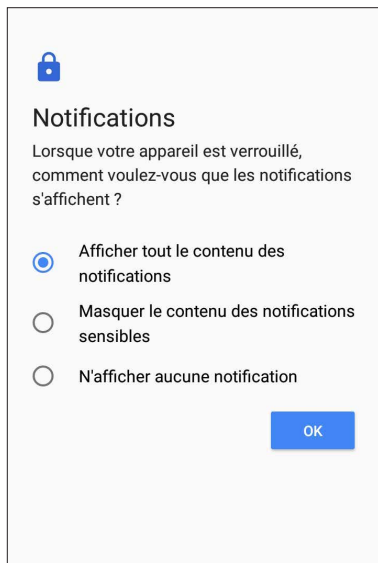 Notifications
Lorsque votre appareil est verrouillé,
comment voulez-vous que les notifications
s'affichent ?
Afficher tout le contenu des
notifications
Masquer le contenu des notifications
sensibles
N'afficher aucune notification
OK